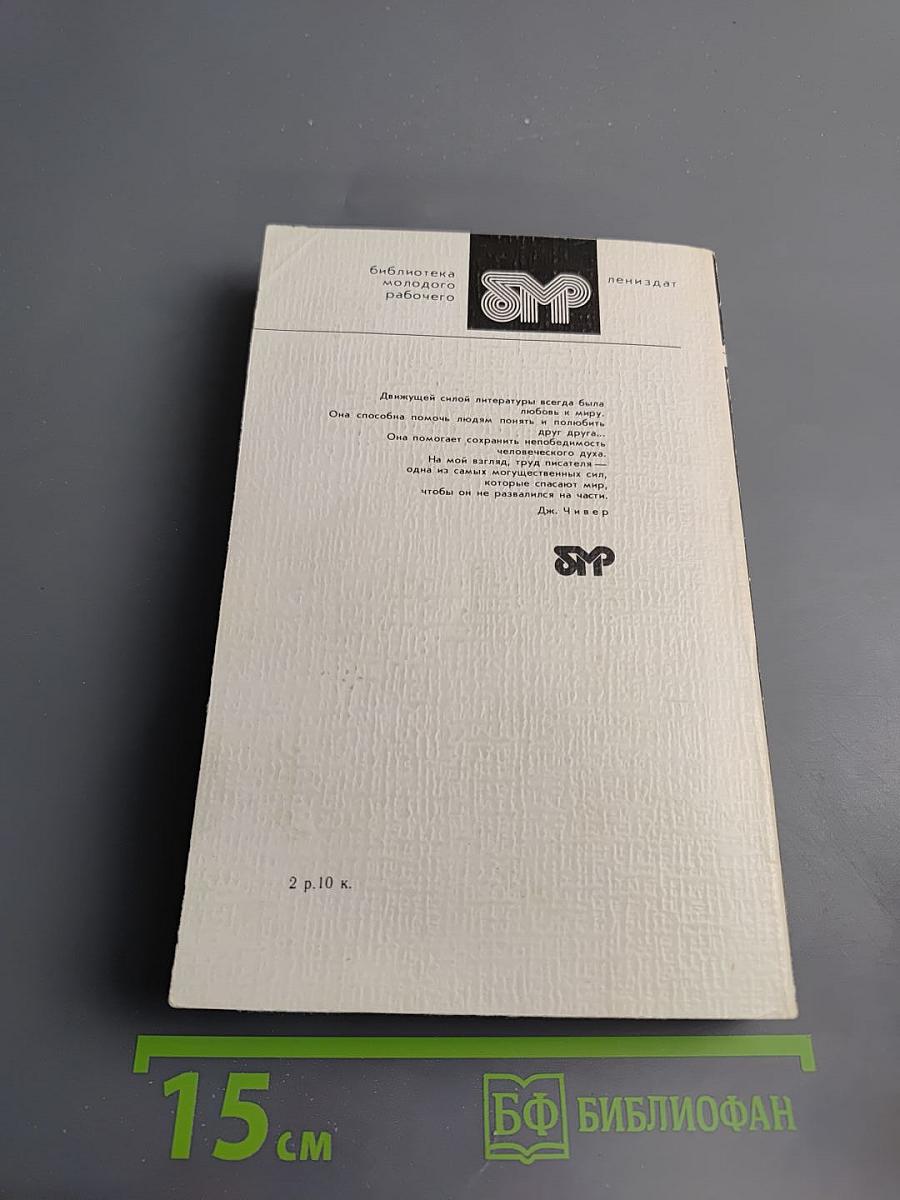 библиотека
молодого
рабочего
бмр
лениздат
Движущей силой литературы всегда была
любовь к миру.
Она способна помочь людям понять и полюбить
друг друга...
Она помогает сохранить непобедимость
человеческого духа.
На мой взгляд, труд писателя —
одна из самых могущественных сил,
которые спасают мир,
чтобы он не развалился на части.
Дж. Чивер
бмр
2 р.10 к.
15 см
БФ БИБЛИОФАН